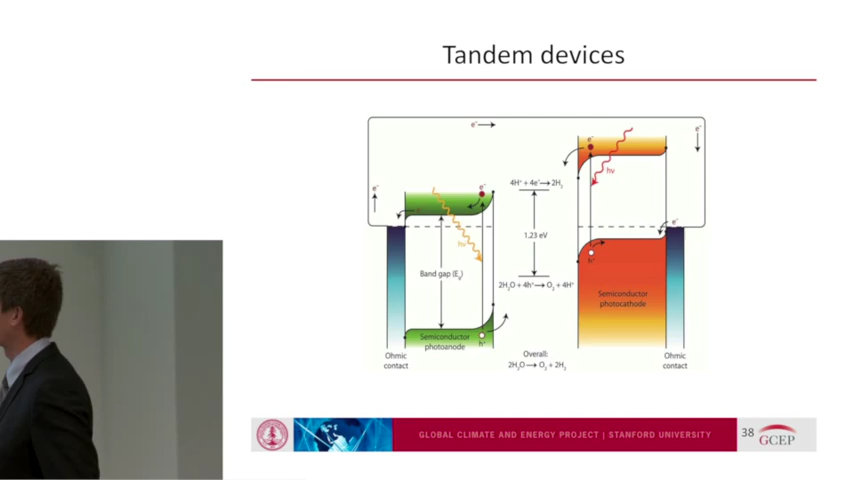 Tandem devices
e⁻
e⁻
e⁻
hν
e⁻
4H⁺ + 4e⁻→2H₂
e⁻
e⁻
hν
1.23 eV
h⁺
Band gap (E_g)
2H₂O + 4h⁺→O₂ + 4H⁺
Semiconductor
photocathode
Semiconductor
photoanode
h⁺
Ohmic
contact
Overall:
2H₂O→O₂ + 2H₂
Ohmic
contact
GLOBAL CLIMATE AND ENERGY PROJECT | STANFORD UNIVERSITY
38
GCEP